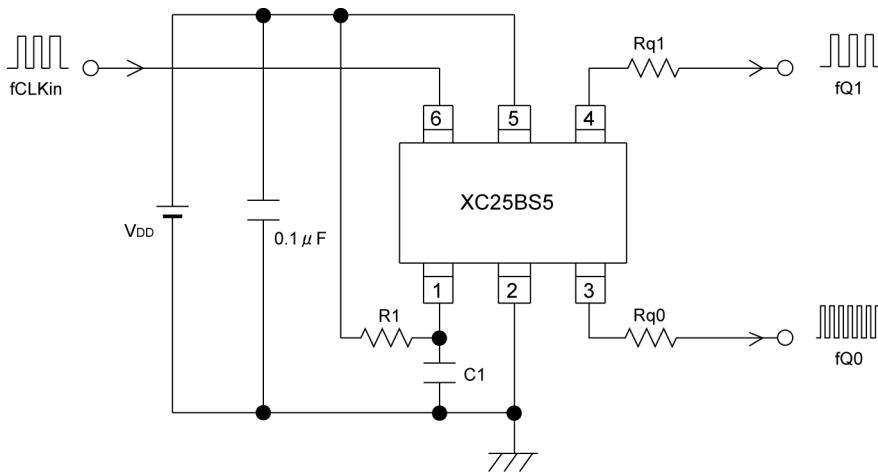 fCLKin
Rq1
fQ1
6
5
4
XC25BS5
VDD
0.1μF
1
2
3
R1
Rq0
C1
fQ0